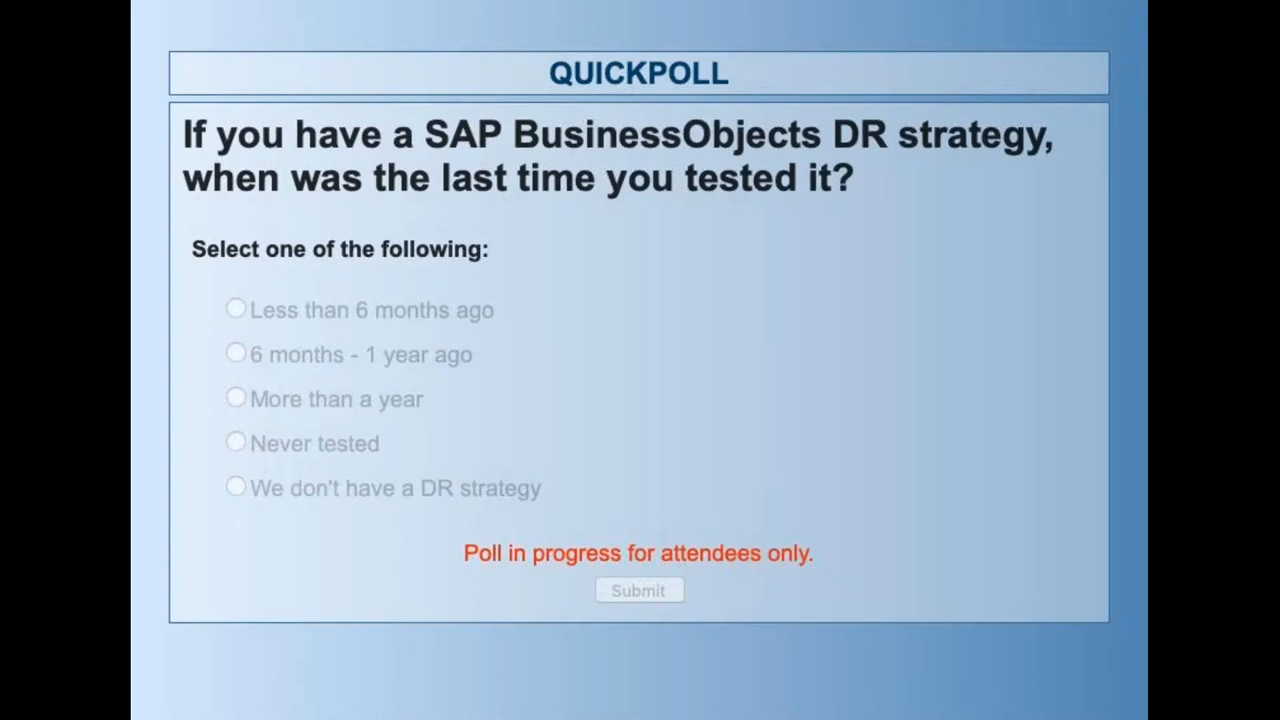 QUICKPOLL
If you have a SAP BusinessObjects DR strategy,
when was the last time you tested it?
Select one of the following:
Less than 6 months ago
6 months - 1 year ago
More than a year
Never tested
We don't have a DR strategy
Poll in progress for attendees only.
Submit